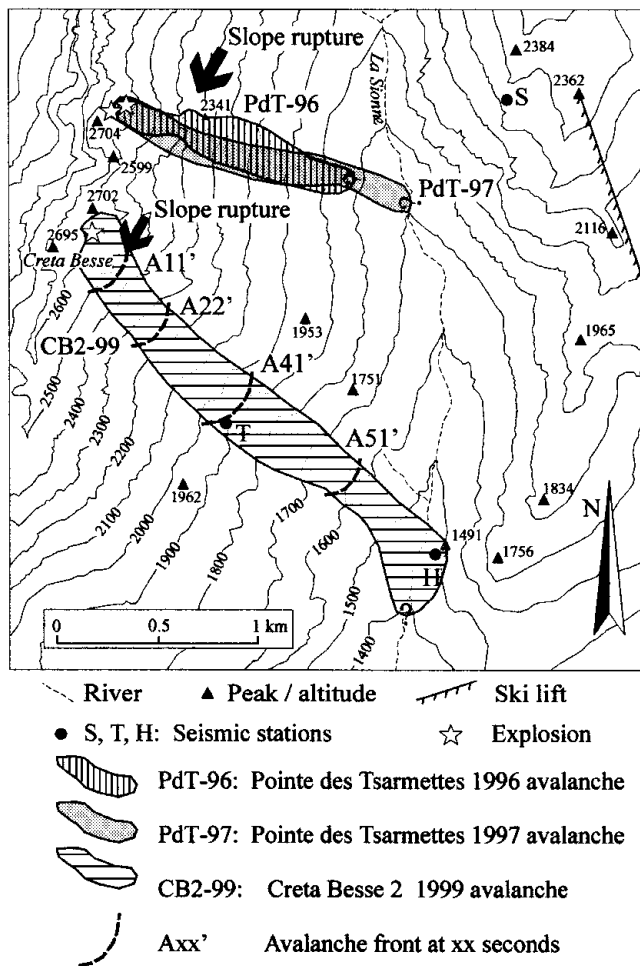 Slope rupture
La Sionne
2384
2362
S
2341
PdT-96
2704
2599
PdT-97
2702
Slope rupture
2116
2695
Creta Besse
A11'
A22'
2600
1953
1965
CB2-99
A41'
1751
2500
2400
2300
T
2200
A51'
1962
1834
N
2100
2000
1900
1800
1700
1600
1491
1756
H
1500
1400
0 0.5 1 km
River Peak / altitude Ski lift
S, T, H: Seismic stations Explosion
PdT-96: Pointe des Tsarmettes 1996 avalanche
PdT-97: Pointe des Tsarmettes 1997 avalanche
CB2-99: Creta Besse 2 1999 avalanche
Axx' Avalanche front at xx seconds